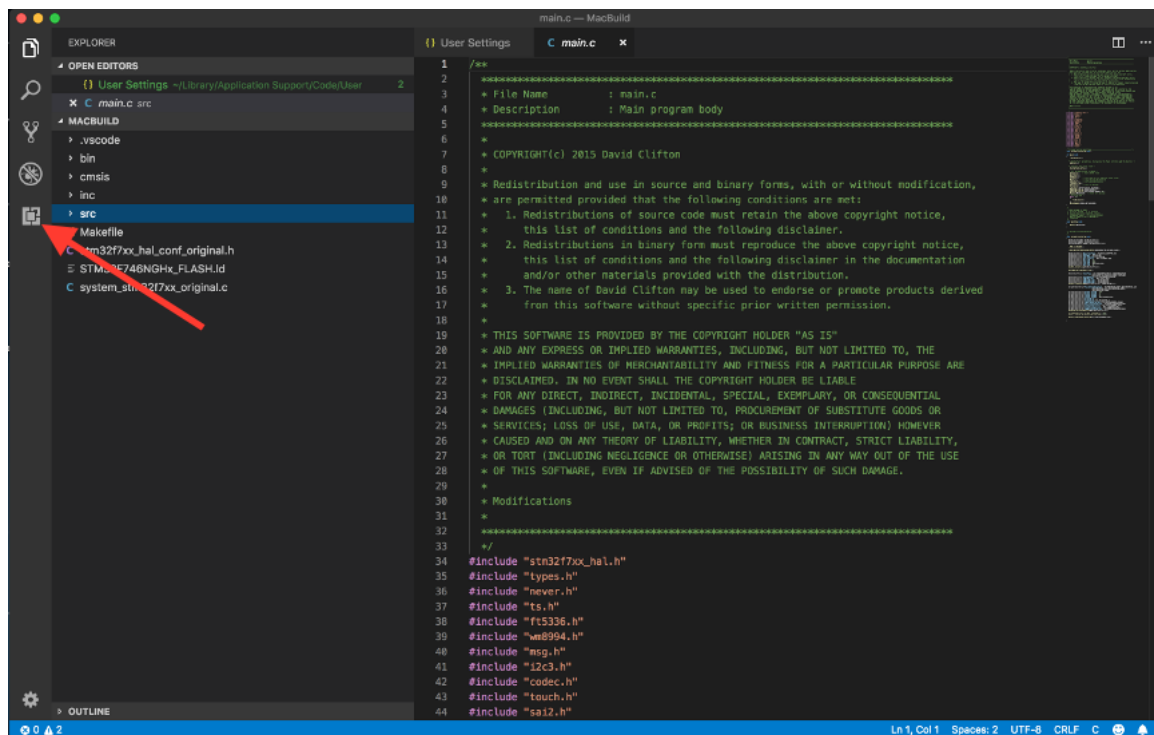 main.c — MacBuild
EXPLORER
OPEN EDITORS
{} User Settings ~/Library/Application Support/Code/User 2
× C main.c src
MACBUILD
.vscode
bin
cmsis
inc
src
Makefile
stm32f7xx_hal_conf_original.h
STM32F746NGHx_FLASH.ld
C system_stm32f7xx_original.c
OUTLINE
0 2
{} User Settings C main.c ×
1 /**
2 ******************************************************************************
3 * File Name : main.c
4 * Description : Main program body
5 ******************************************************************************
6 *
7 * COPYRIGHT(c) 2015 David Clifton
8 *
9 * Redistribution and use in source and binary forms, with or without modification,
10 * are permitted provided that the following conditions are met:
11 * 1. Redistributions of source code must retain the above copyright notice,
12 * this list of conditions and the following disclaimer.
13 * 2. Redistributions in binary form must reproduce the above copyright notice,
14 * this list of conditions and the following disclaimer in the documentation
15 * and/or other materials provided with the distribution.
16 * 3. The name of David Clifton may be used to endorse or promote products derived
17 * from this software without specific prior written permission.
18 *
19 * THIS SOFTWARE IS PROVIDED BY THE COPYRIGHT HOLDER "AS IS"
20 * AND ANY EXPRESS OR IMPLIED WARRANTIES, INCLUDING, BUT NOT LIMITED TO, THE
21 * IMPLIED WARRANTIES OF MERCHANTABILITY AND FITNESS FOR A PARTICULAR PURPOSE ARE
22 * DISCLAIMED. IN NO EVENT SHALL THE COPYRIGHT HOLDER BE LIABLE
23 * FOR ANY DIRECT, INDIRECT, INCIDENTAL, SPECIAL, EXEMPLARY, OR CONSEQUENTIAL
24 * DAMAGES (INCLUDING, BUT NOT LIMITED TO, PROCUREMENT OF SUBSTITUTE GOODS OR
25 * SERVICES; LOSS OF USE, DATA, OR PROFITS; OR BUSINESS INTERRUPTION) HOWEVER
26 * CAUSED AND ON ANY THEORY OF LIABILITY, WHETHER IN CONTRACT, STRICT LIABILITY,
27 * OR TORT (INCLUDING NEGLIGENCE OR OTHERWISE) ARISING IN ANY WAY OUT OF THE USE
28 * OF THIS SOFTWARE, EVEN IF ADVISED OF THE POSSIBILITY OF SUCH DAMAGE.
29 *
30 * Modifications
31 *
32 ******************************************************************************
33 */
34 #include "stm32f7xx_hal.h"
35 #include "types.h"
36 #include "never.h"
37 #include "ts.h"
38 #include "ft5336.h"
39 #include "wm8994.h"
40 #include "msg.h"
41 #include "i2c3.h"
42 #include "codec.h"
43 #include "touch.h"
44 #include "sai2.h"
Ln 1, Col 1 Spaces: 2 UTF-8 CRLF C